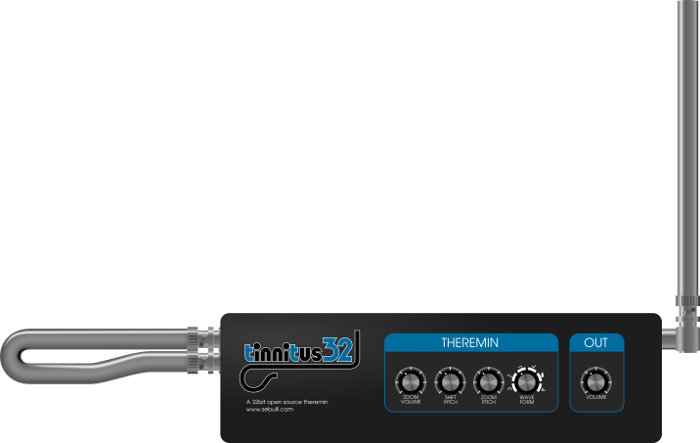 tinnitus32
A 32bit open source theremin
www.sebulli.com
THEREMIN
ZOOM
VOLUME
SHIFT
PITCH
ZOOM
PITCH
WAVE
FORM
OUT
VOLUME